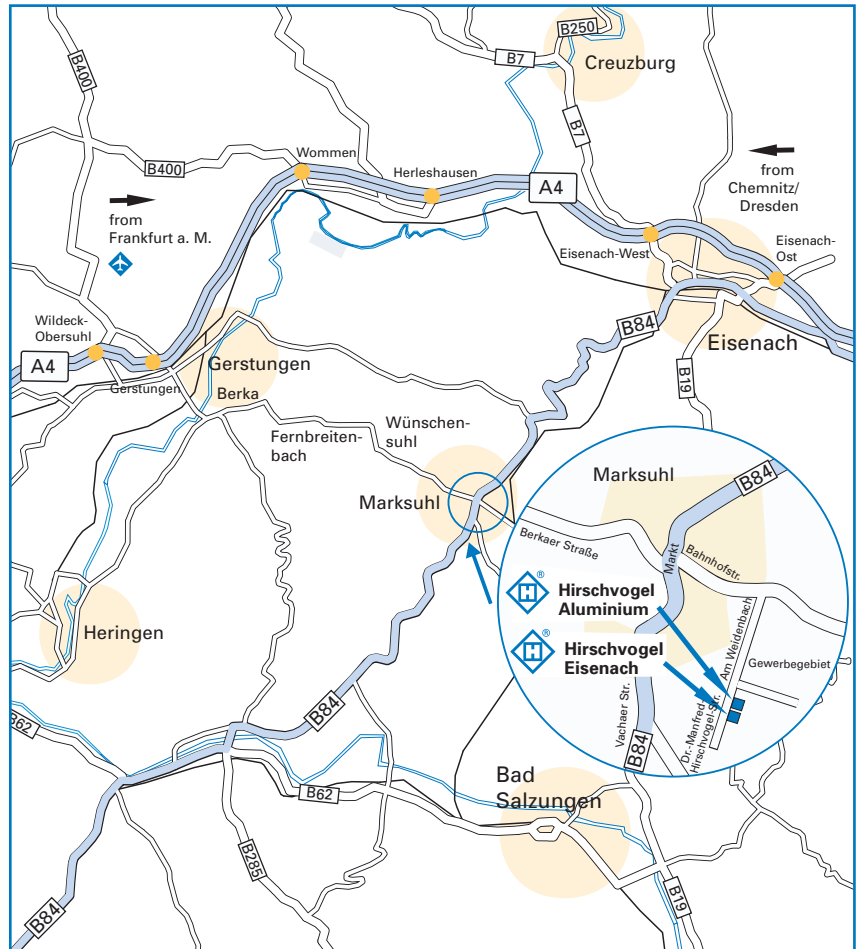 B250
B7
Creuzburg
B400
B7
B400
Wommen
Herleshausen
A4
from
Chemnitz/
Dresden
from
Frankfurt a. M.
Eisenach-West
Eisenach-
Ost
Wildeck-
Obersuhl
B84
Eisenach
A4
Gerstungen
Gerstungen
B19
Berka
Fernbreiten-
bach
Wünschen-
suhl
Marksuhl
Marksuhl
B84
Berkaer Straße
Markt
Bahnhofstr.
®
Hirschvogel
Aluminium
®
Hirschvogel
Eisenach
Am Weidenbach
Gewerbegebiet
Dr.-Manfred-
Hirschvogel-Str.
Vachaer Str.
B84
Heringen
B62
B84
B62
Bad
Salzungen
B285
B19
B84